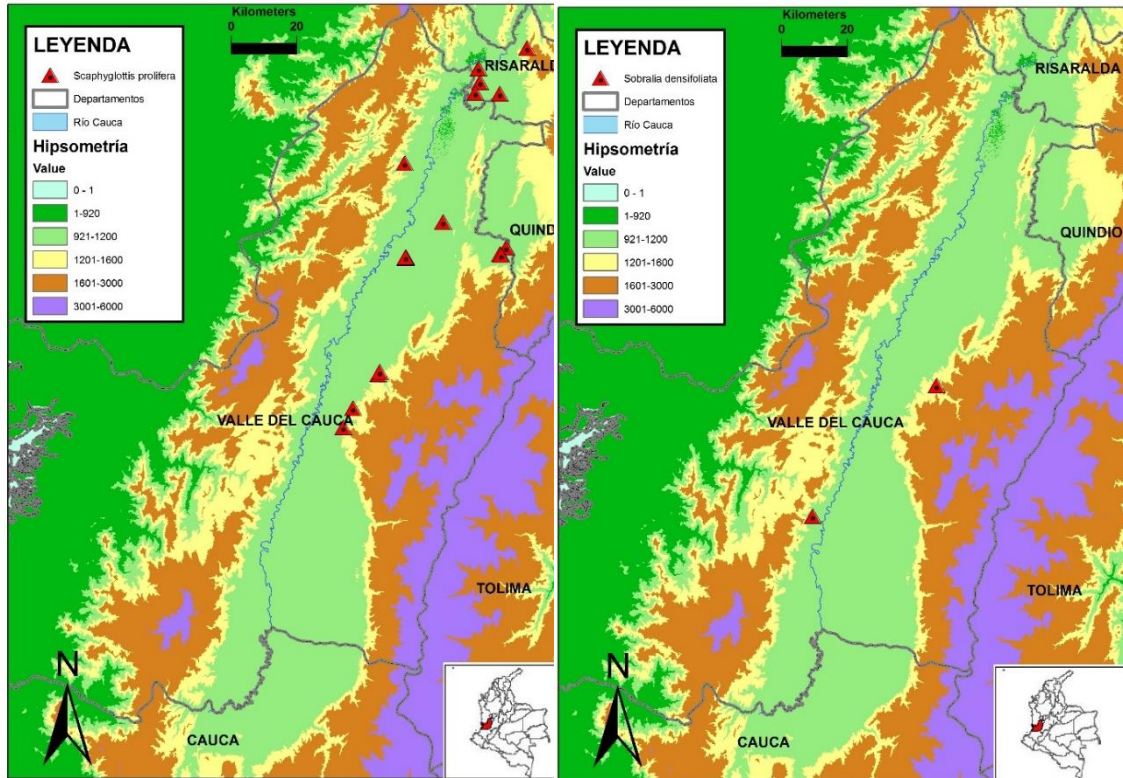 Kilometers
0 20
LEYENDA
Scaphyglottis prolifera
Departamentos
Río Cauca
Hipsometría
Value
0 - 1
1-920
921-1200
1201-1600
1601-3000
3001-6000
RISARALD
QUIND
VALLE DEL CAUCA
TOLIMA
CAUCA
N
Kilometers
0 20
LEYENDA
Sobralia densifoliata
Departamentos
Río Cauca
Hipsometría
Value
0 - 1
1-920
921-1200
1201-1600
1601-3000
3001-6000
RISARALDA
QUINDIO
VALLE DEL CAUCA
TOLIMA
CAUCA
N